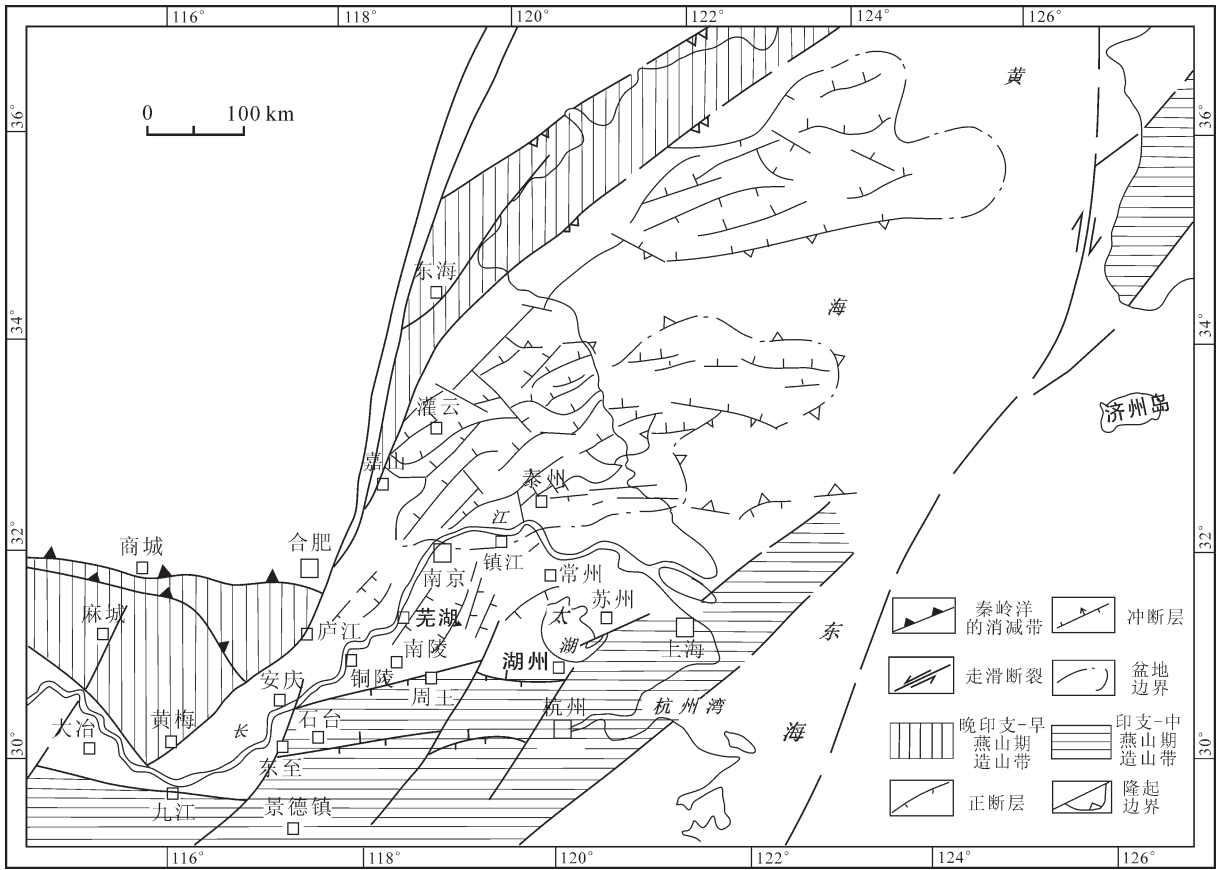 116°
118°
120°
122°
124°
126°
36°
34°
32°
30°
36°
34°
32°
30°
0
100 km
黄
海
东海
灌云
嘉山
泰州
济州岛
江
商城
合肥
镇江
南京
常州
麻城
庐江
芜湖
苏州
太
湖
东
南陵
上海
湖州
安庆
铜陵
周王
杭州
杭州湾
大冶
黄梅
长
石台
海
东至
九江
景德镇
秦岭洋
的消减带
冲断层
走滑断裂
盆地
边界
晚印支-早
燕山期
造山带
印支-中
燕山期
造山带
正断层
隆起
边界
116°
118°
120°
122°
124°
126°